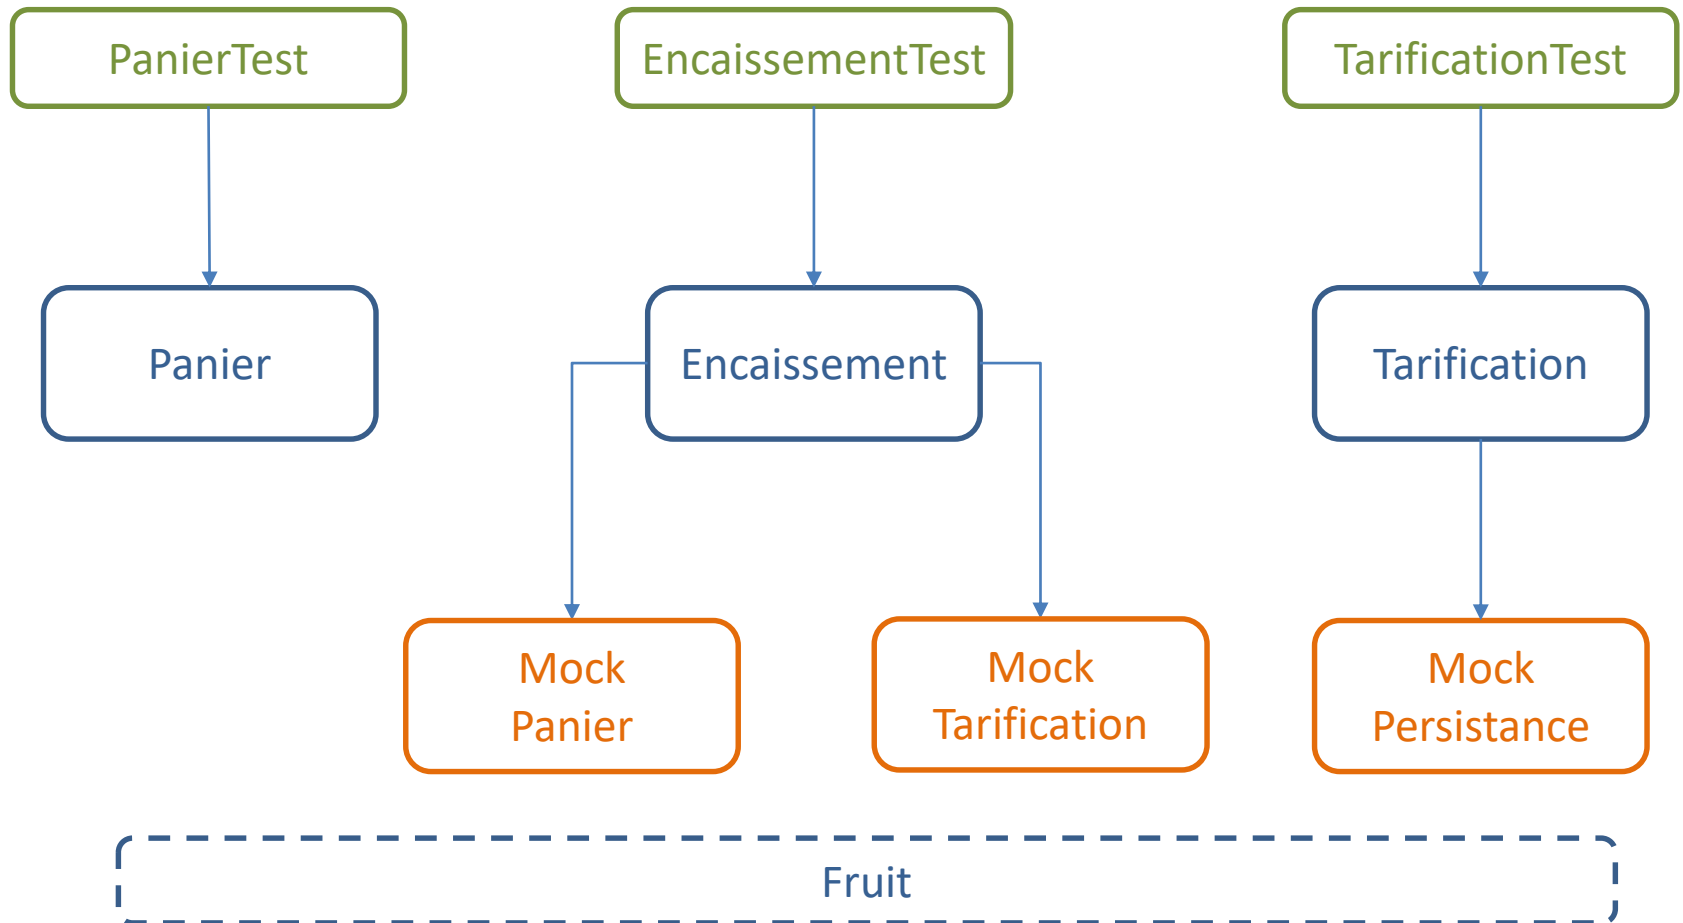 PanierTest
EncaissementTest
TarificationTest
Panier
Encaissement
Tarification
Mock
Panier
Mock
Tarification
Mock
Persistance
Fruit